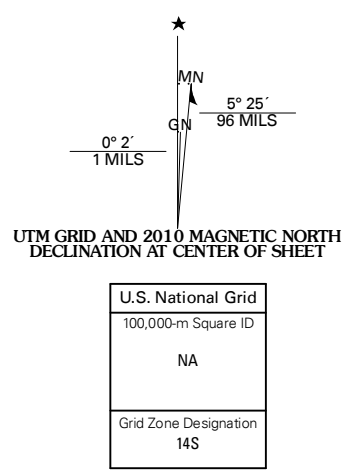 ★
MN
GN
5° 25´
96 MILS
0° 2´
1 MILS
UTM GRID AND 2010 MAGNETIC NORTH
DECLINATION AT CENTER OF SHEET
U.S. National Grid
100,000-m Square ID
NA
Grid Zone Designation
14S